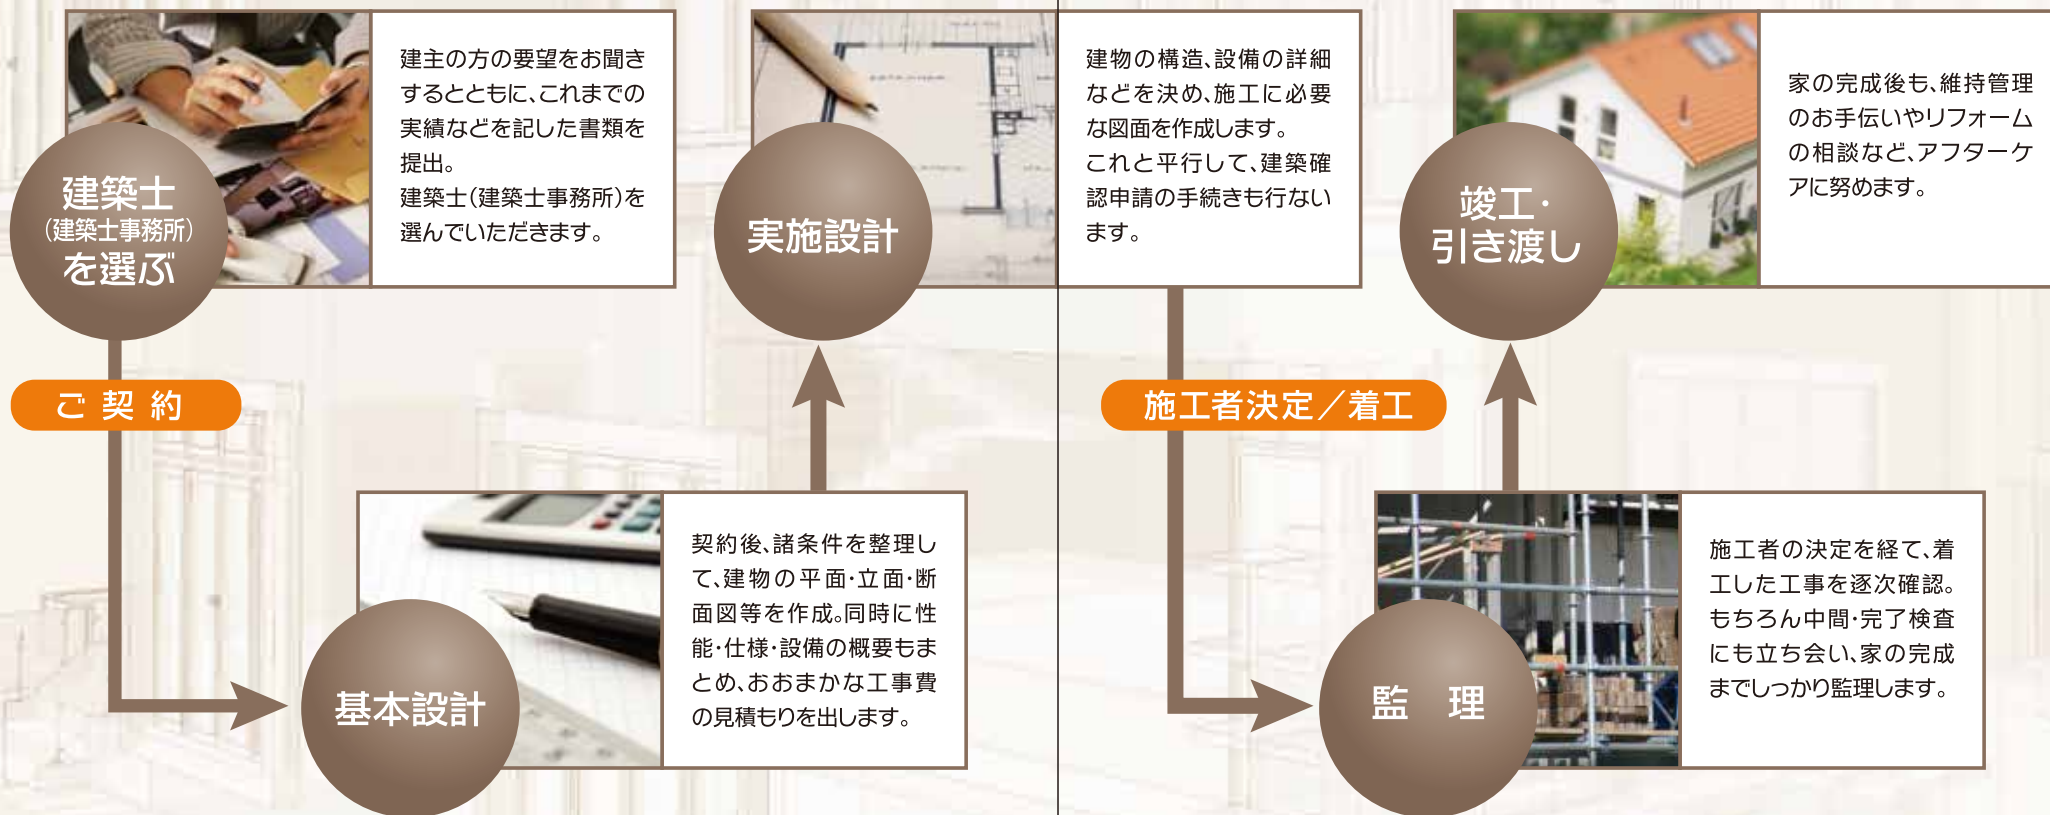 建築士
(建築士事務所)
を選ぶ
建主の方の要望をお聞き
するとともに、これまでの
実績などを記した書類を
提出。
建築士(建築士事務所)を
選んでいただきます。
ご契約
基本設計
契約後、諸条件を整理し
て、建物の平面・立面・断
面図等を作成。同時に性
能・仕様・設備の概要もま
とめ、おおまかな工事費
の見積もりを出します。
実施設計
建物の構造、設備の詳細
などを決め、施工に必要
な図面を作成します。
これと平行して、建築確
認申請の手続きも行ない
ます。
施工者決定／着工
監 理
施工者の決定を経て、着
工した工事を逐次確認。
もちろん中間・完了検査
にも立ち会い、家の完成
までしっかり監理します。
竣工・
引き渡し
家の完成後も、維持管理
のお手伝いやリフォーム
の相談など、アフターケ
アに努めます。